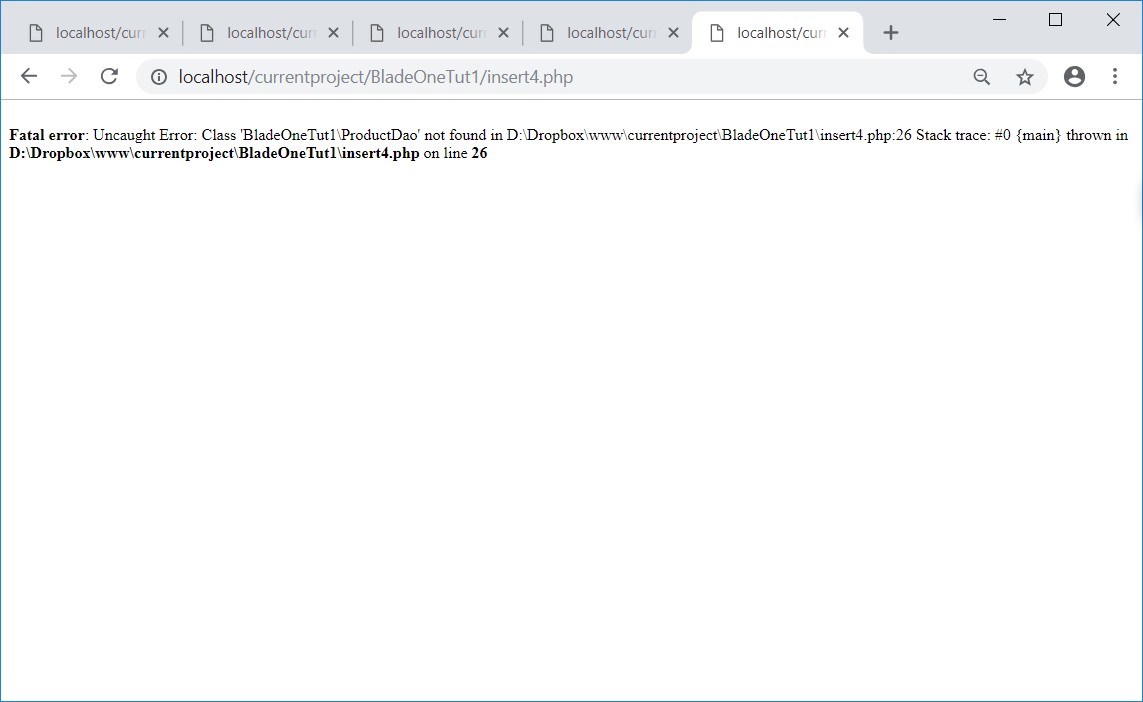 localhost/curr localhost/curr localhost/curr localhost/curr localhost/curr
localhost/currentproject/BladeOneTut1/insert4.php
Fatal error: Uncaught Error: Class 'BladeOneTut1\ProductDao' not found in D:\Dropbox\www\currentproject\BladeOneTut1\insert4.php:26 Stack trace: #0 {main} thrown in
D:\Dropbox\www\currentproject\BladeOneTut1\insert4.php on line 26